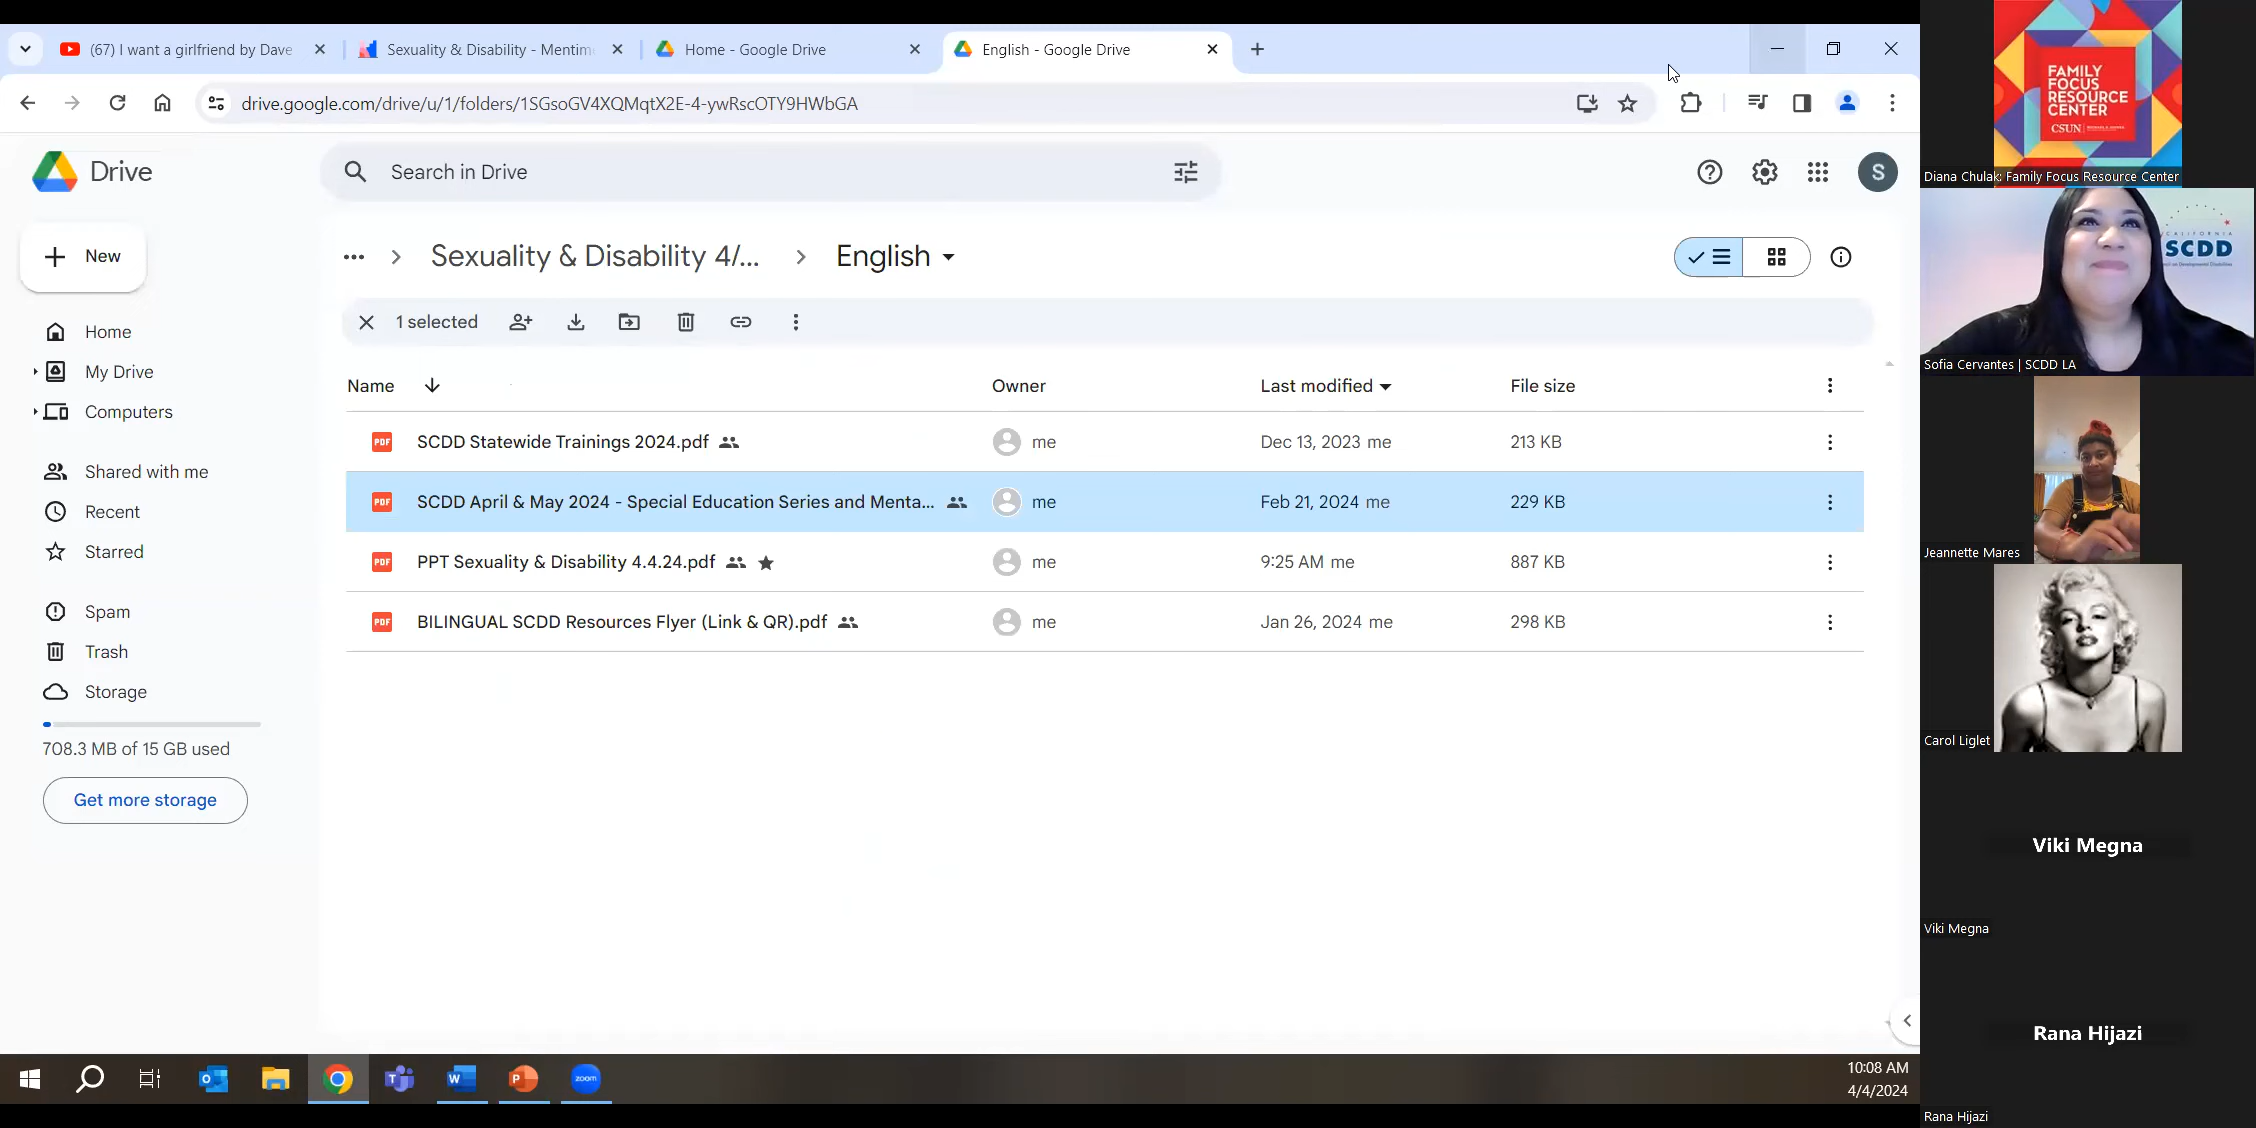 (67) I want a girlfriend by Dave
Sexuality & Disability - Mentim
Home - Google Drive
English - Google Drive
drive.google.com/drive/u/1/folders/1SGsoGV4XQMqtX2E-4-ywRscOTY9HWbGA
Drive
Search in Drive
S
New
Sexuality & Disability 4/...
English
1 selected
Home
My Drive
Computers
Shared with me
Recent
Starred
Spam
Trash
Storage
708.3 MB of 15 GB used
Get more storage
Name Owner Last modified File size
PDF SCDD Statewide Trainings 2024.pdf me Dec 13, 2023 me 213 KB
PDF SCDD April & May 2024 - Special Education Series and Menta... me Feb 21, 2024 me 229 KB
PDF PPT Sexuality & Disability 4.4.24.pdf me 9:25 AM me 887 KB
PDF BILINGUAL SCDD Resources Flyer (Link & QR).pdf me Jan 26, 2024 me 298 KB
zoom
10:08 AM
4/4/2024
FAMILY
FOCUS
RESOURCE
CENTER
CSUN
Diana Chulak: Family Focus Resource Center
CALIFORNIA
SCDD
Sofia Cervantes | SCDD LA
Jeannette Mares
Carol Liglet
Viki Megna
Viki Megna
Rana Hijazi
Rana Hijazi